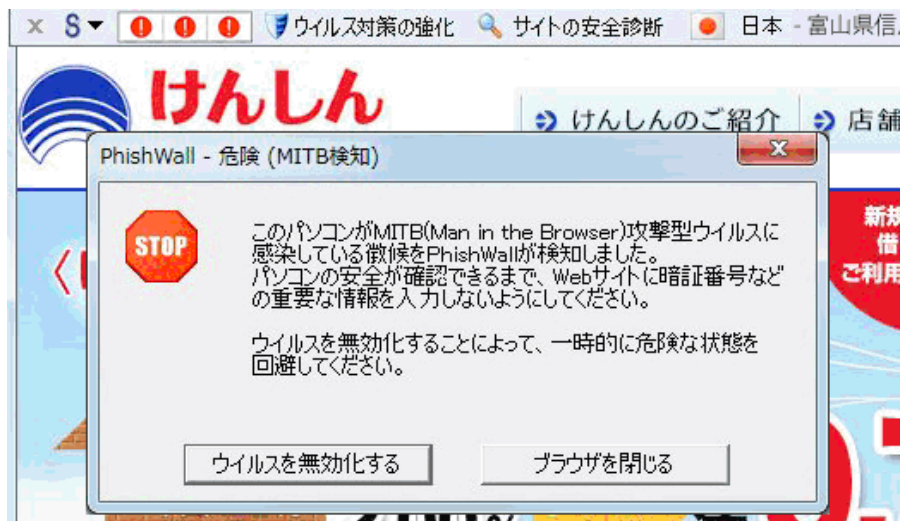 × S▼ ウイルス対策の強化 サイトの安全診断 日本 - 富山県信
けんしん
けんしんのご紹介 店舗
PhishWall - 危険 (MITB検知)
STOP
このパソコンがMITB(Man in the Browser)攻撃型ウイルスに
感染している徴候をPhishWallが検知しました。
パソコンの安全が確認できるまで、Webサイトに暗証番号など
の重要な情報を入力しないようにしてください。
ウイルスを無効化することによって、一時的に危険な状態を
回避してください。
ウイルスを無効化する ブラウザを閉じる
新規
借
ご利用